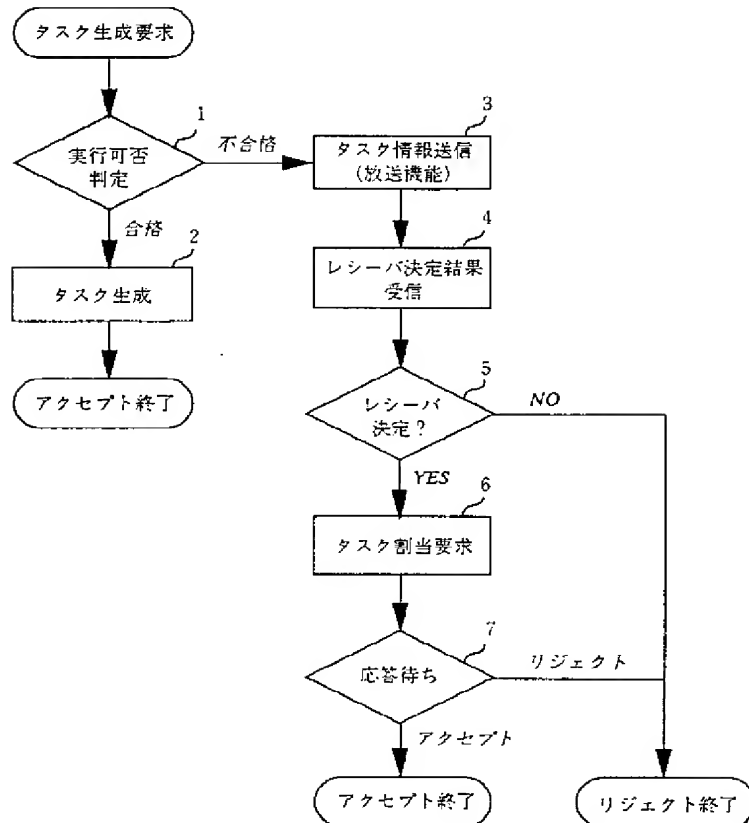 タスク生成要求
1
実行可否
判定
不合格
3
タスク情報送信
(放送機能)
合格
2
タスク生成
4
レシーバ決定結果
受信
アクセプト終了
5
レシーバ
決定?
NO
YES
6
タスク割当要求
7
応答待ち
リジェクト
アクセプト
アクセプト終了
リジェクト終了